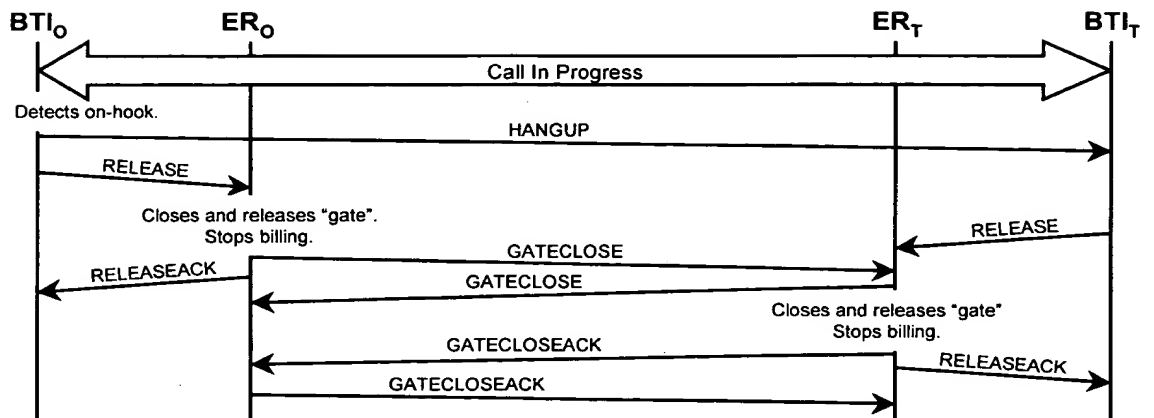 BTIO ERO ERT BTIT
Call In Progress
Detects on-hook.
HANGUP
RELEASE
Closes and releases "gate".
Stops billing.
RELEASE
GATECLOSE
RELEASEACK
GATECLOSE
Closes and releases "gate"
Stops billing.
GATECLOSEACK
RELEASEACK
GATECLOSEACK